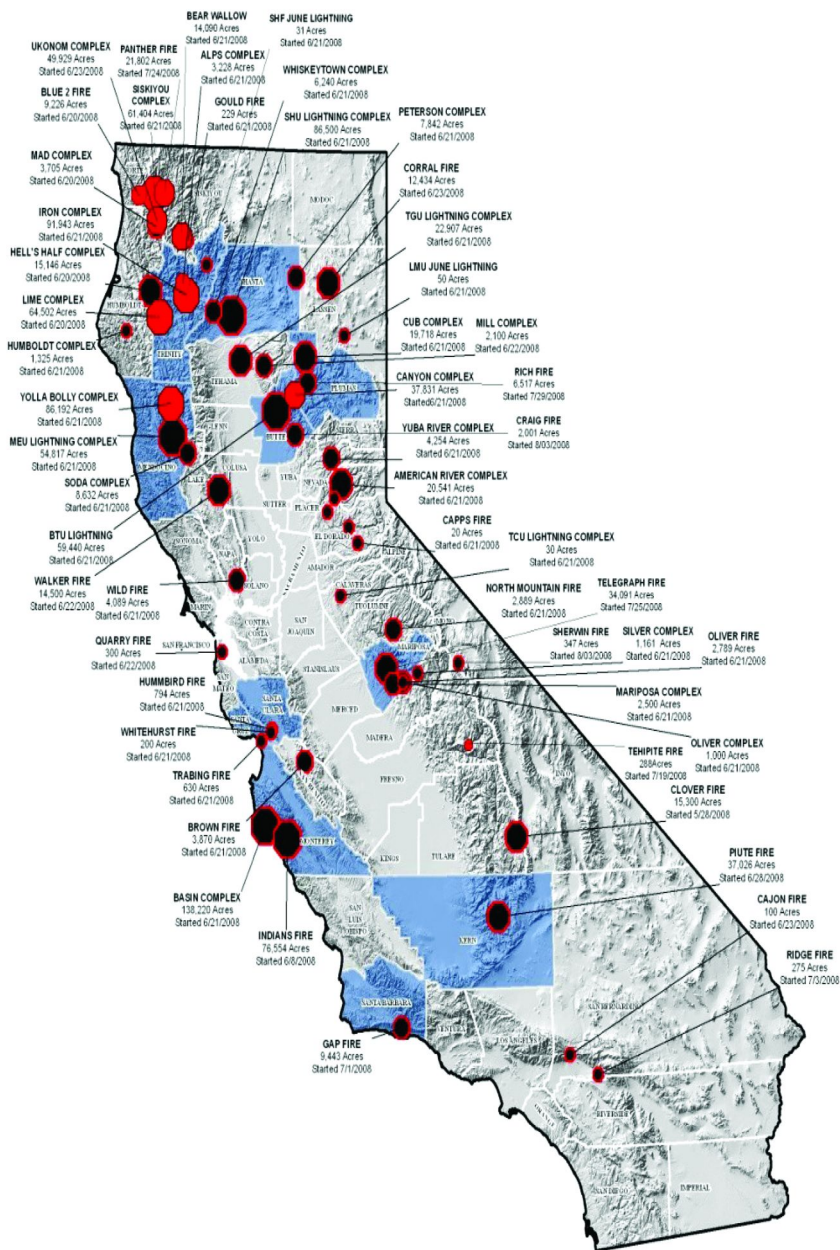 BEAR WALLOW
14,090 Acres
Started 6/21/2008
SHF JUNE LIGHTNING
31 Acres
Started 6/21/2008
UKONOM COMPLEX
49,929 Acres
Started 6/23/2008
PANTHER FIRE
21,802 Acres
Started 7/24/2008
ALPS COMPLEX
3,228 Acres
Started 6/21/2008
WHISKEYTOWN COMPLEX
6,240 Acres
Started 6/21/2008
BLUE 2 FIRE
9,226 Acres
Started 6/20/2008
SISKIYOU
COMPLEX
61,404 Acres
Started 6/21/2008
GOULD FIRE
229 Acres
Started 6/21/2008
SHU LIGHTNING COMPLEX
86,500 Acres
Started 6/21/2008
PETERSON COMPLEX
7,842 Acres
Started 6/21/2008
MAD COMPLEX
3,705 Acres
Started 6/20/2008
CORRAL FIRE
12,434 Acres
Started 6/23/2008
IRON COMPLEX
91,943 Acres
Started 6/21/2008
TGU LIGHTNING COMPLEX
22,907 Acres
Started 6/21/2008
HELL'S HALF COMPLEX
15,146 Acres
Started 6/20/2008
LMU JUNE LIGHTNING
50 Acres
Started 6/21/2008
LIME COMPLEX
64,502 Acres
Started 6/20/2008
CUB COMPLEX
19,718 Acres
Started 6/21/2008
MILL COMPLEX
2,100 Acres
Started 6/22/2008
HUMBOLDT COMPLEX
1,325 Acres
Started 6/21/2008
CANYON COMPLEX
37,831 Acres
Started6/21/2008
RICH FIRE
6,517 Acres
Started 7/29/2008
YOLLA BOLLY COMPLEX
86,192 Acres
Started 6/21/2008
CRAIG FIRE
2,001 Acres
Started 8/03/2008
YUBA RIVER COMPLEX
4,254 Acres
Started 6/21/2008
MEU LIGHTNING COMPLEX
54,817 Acres
Started 6/21/2008
AMERICAN RIVER COMPLEX
20,541 Acres
Started 6/21/2008
SODA COMPLEX
8,632 Acres
Started 6/21/2008
CAPPS FIRE
20 Acres
Started 6/21/2008
BTU LIGHTNING
59,440 Acres
Started 6/21/2008
TCU LIGHTNING COMPLEX
30 Acres
Started 6/21/2008
WALKER FIRE
14,500 Acres
Started 6/22/2008
WILD FIRE
4,089 Acres
Started 6/21/2008
NORTH MOUNTAIN FIRE
2,889 Acres
Started 6/21/2008
TELEGRAPH FIRE
34,091 Acres
Started 7/25/2008
QUARRY FIRE
300 Acres
Started 6/22/2008
SHERWIN FIRE
347 Acres
Started 8/03/2008
SILVER COMPLEX
1,161 Acres
Started 6/21/2008
OLIVER FIRE
2,789 Acres
Started 6/21/2008
HUMMBIRD FIRE
794 Acres
Started 6/21/2008
MARIPOSA COMPLEX
2,500 Acres
Started 6/21/2008
WHITEHURST FIRE
200 Acres
Started 6/21/2008
OLIVER COMPLEX
1,000 Acres
Started 6/21/2008
TRABING FIRE
630 Acres
Started 6/21/2008
TEHIPITE FIRE
288Acres
Started 7/19/2008
CLOVER FIRE
15,300 Acres
Started 5/28/2008
BROWN FIRE
3,870 Acres
Started 6/21/2008
PIUTE FIRE
37,026 Acres
Started 6/28/2008
BASIN COMPLEX
138,220 Acres
Started 6/21/2008
CAJON FIRE
100 Acres
Started 6/23/2008
INDIANS FIRE
76,554 Acres
Started 6/8/2008
RIDGE FIRE
275 Acres
Started 7/3/2008
GAP FIRE
9,443 Acres
Started 7/1/2008
MODOC
HUMBOLDT
LASSEN
TRINITY
TEHAMA
PLUMAS
GLENN
BUTTE
SIERRA
COLUSA
LAKE
YUBA
NEVADA
SUTTER
PLACER
EL DORADO
ALPINE
SONOMA
NAPA
YOLO
SACRAMENTO
AMADOR
SOLANO
CALAVERAS
MARIN
TUOLUMNE
MONO
CONTRA
COSTA
SAN
JOAQUIN
SAN FRANCISCO
ALAMEDA
STANISLAUS
MARIPOSA
SAN
MATEO
SANTA
CLARA
MERCED
MADERA
FRESNO
MONTEREY
KINGS
TULARE
SAN
LUIS
OBISPO
KERN
SANTA BARBARA
VENTURA
LOS ANGELES
SAN BERNARDINO
ORANGE
RIVERSIDE
SAN DIEGO
IMPERIAL